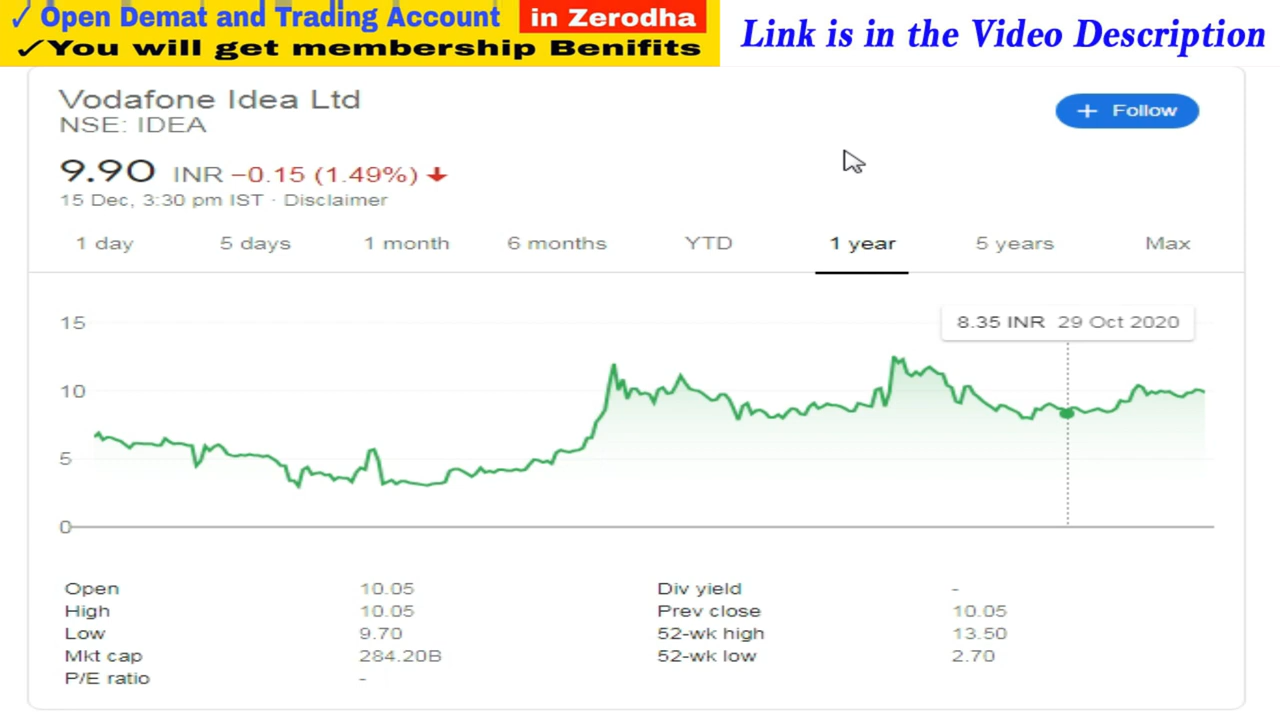 ✓ Open Demat and Trading Account in Zerodha
✓You will get membership Benifits
Link is in the Video Description
Vodafone Idea Ltd
NSE: IDEA
+ Follow
9.90 INR −0.15 (1.49%) ↓
15 Dec, 3:30 pm IST · Disclaimer
1 day 5 days 1 month 6 months YTD 1 year 5 years Max
8.35 INR 29 Oct 2020
15
10
5
0
Open 10.05 Div yield -
High 10.05 Prev close 10.05
Low 9.70 52-wk high 13.50
Mkt cap 284.20B 52-wk low 2.70
P/E ratio -